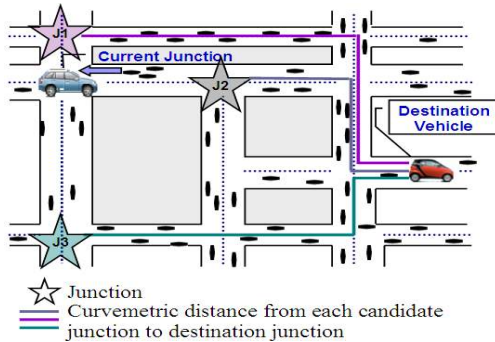 J1
Current Junction
J2
Destination
Vehicle
J3
Junction
Curvemetric distance from each candidate
junction to destination junction